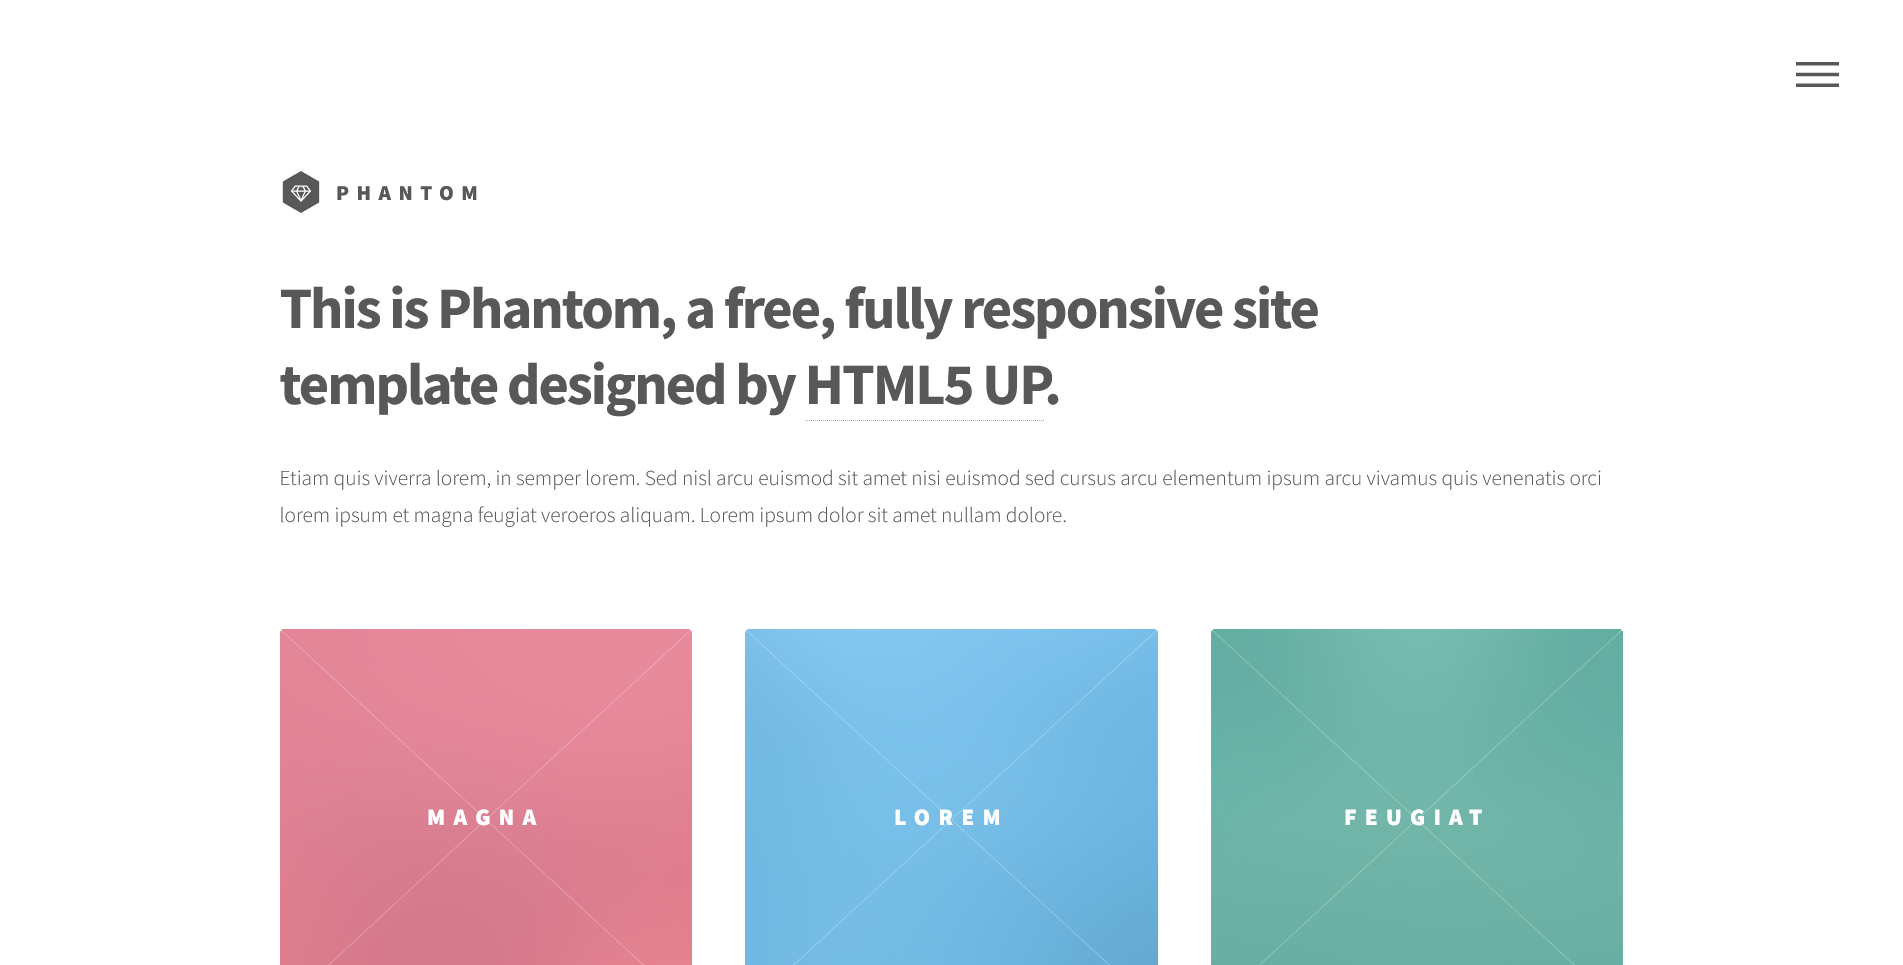 PHANTOM
This is Phantom, a free, fully responsive site
template designed by HTML5 UP.
Etiam quis viverra lorem, in semper lorem. Sed nisl arcu euismod sit amet nisi euismod sed cursus arcu elementum ipsum arcu vivamus quis venenatis orci
lorem ipsum et magna feugiat veroeros aliquam. Lorem ipsum dolor sit amet nullam dolore.
MAGNA
LOREM
FEUGIAT